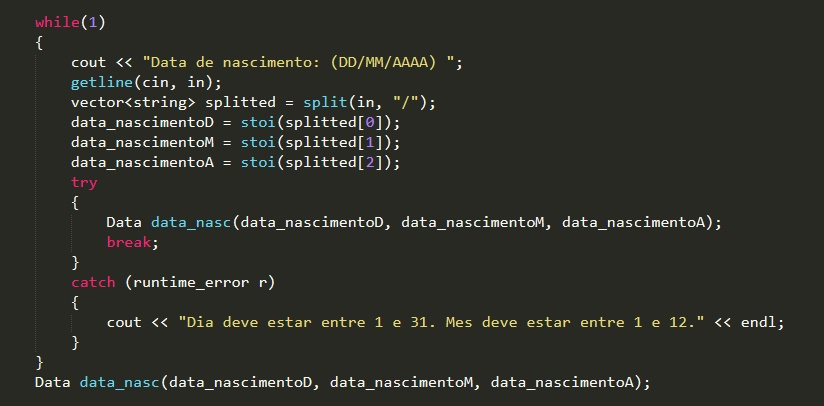 while(1)
{
cout << "Data de nascimento: (DD/MM/AAAA) ";
getline(cin, in);
vector<string> splitted = split(in, "/");
data_nascimentoD = stoi(splitted[0]);
data_nascimentoM = stoi(splitted[1]);
data_nascimentoA = stoi(splitted[2]);
try
{
Data data_nasc(data_nascimentoD, data_nascimentoM, data_nascimentoA);
break;
}
catch (runtime_error r)
{
cout << "Dia deve estar entre 1 e 31. Mes deve estar entre 1 e 12." << endl;
}
}
Data data_nasc(data_nascimentoD, data_nascimentoM, data_nascimentoA);